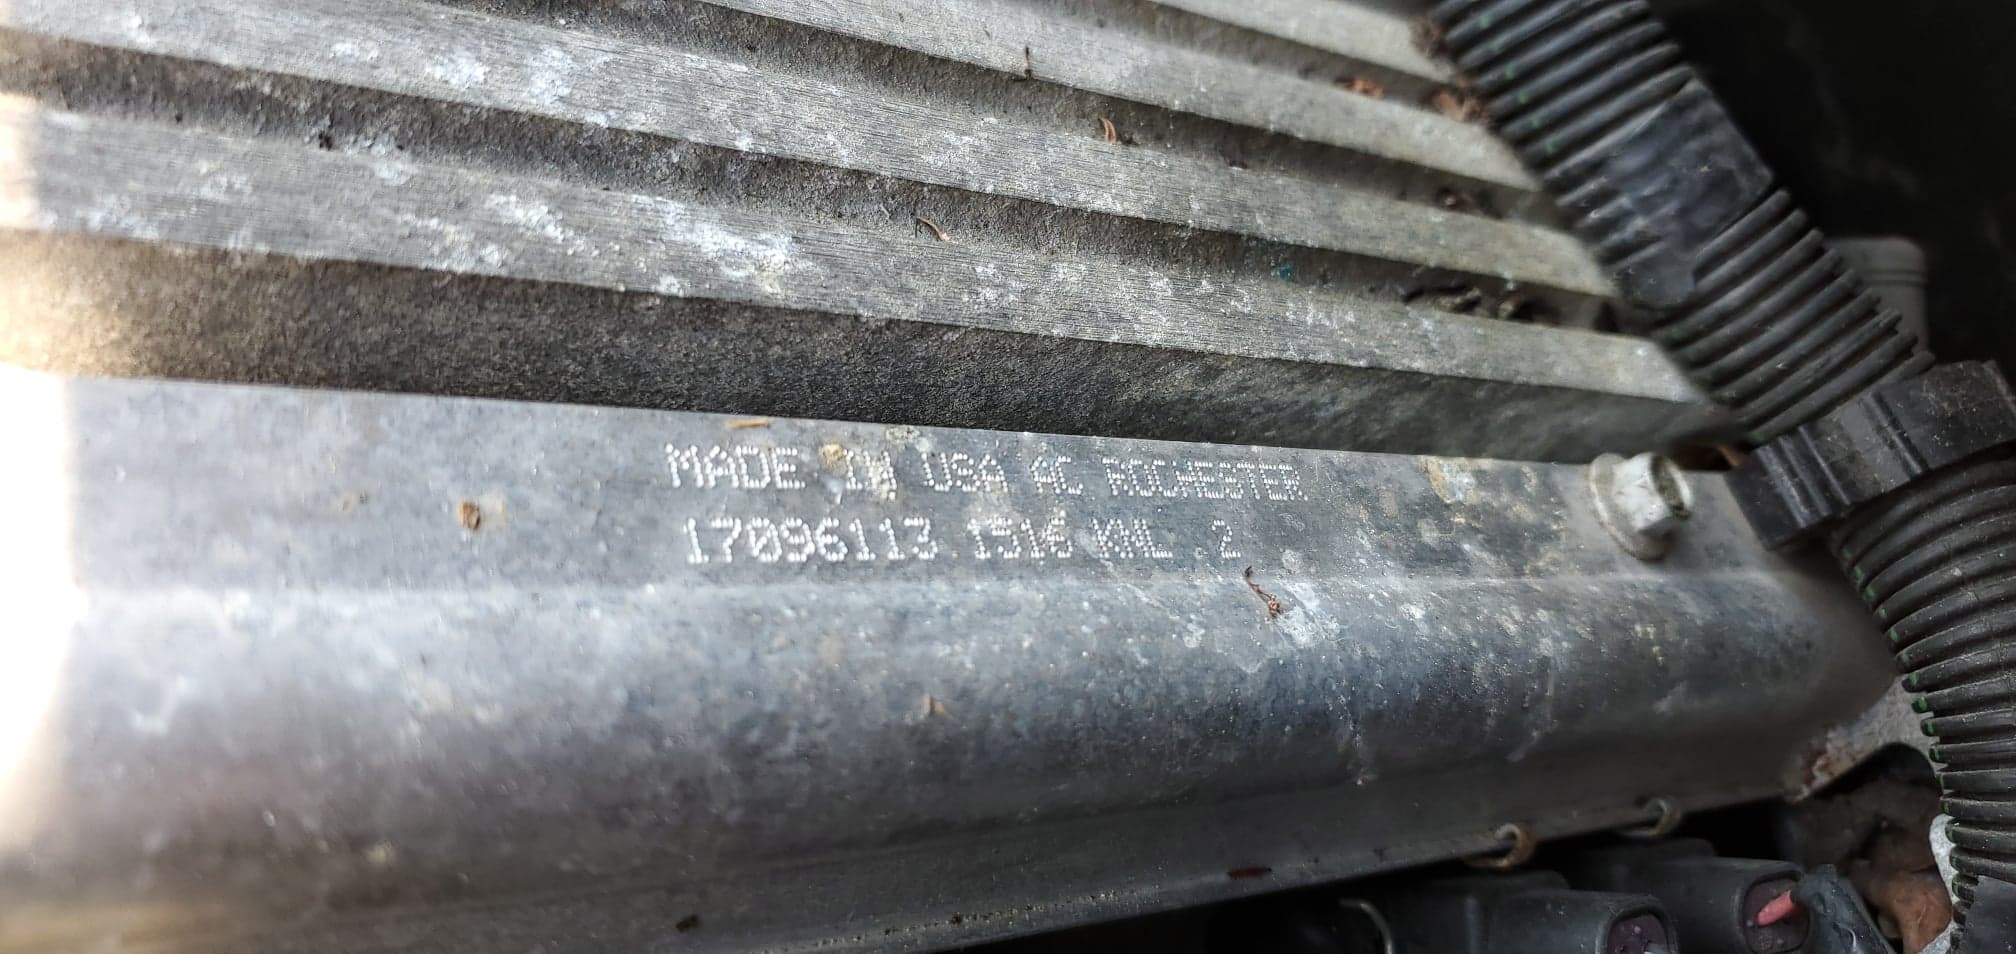 MADE IN USA AC ROCHESTER
17096113 1516 KNL 2